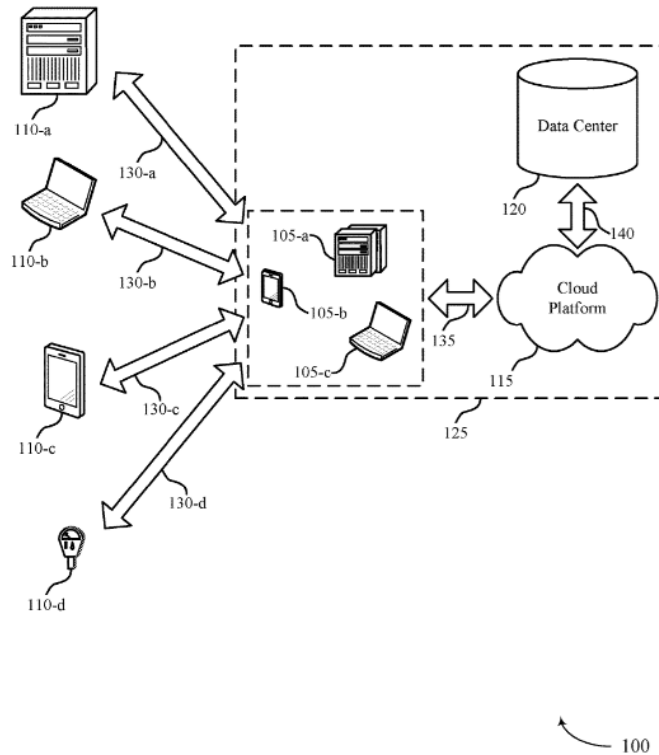 110-a
130-a
110-b
130-b
110-c
130-c
130-d
110-d
105-a
105-b
105-c
135
Data Center
120
140
Cloud
Platform
115
125
100